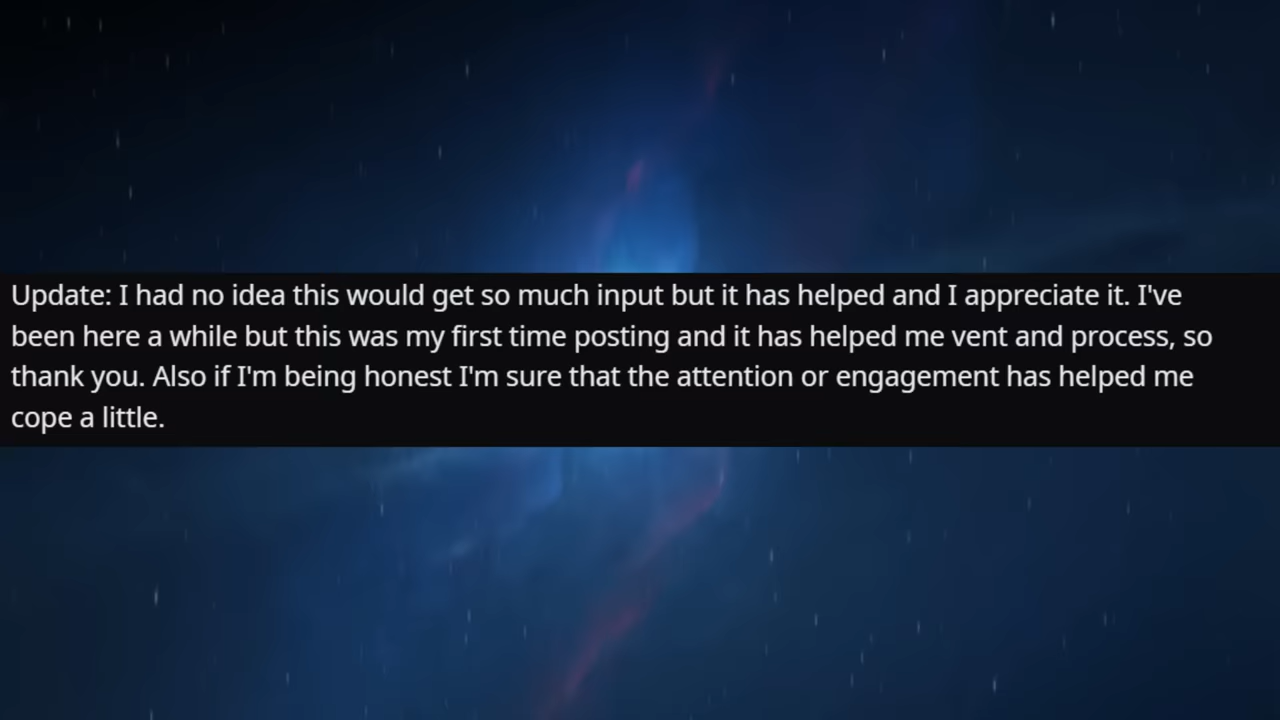 Update: I had no idea this would get so much input but it has helped and I appreciate it. I've
been here a while but this was my first time posting and it has helped me vent and process, so
thank you. Also if I'm being honest I'm sure that the attention or engagement has helped me
cope a little.